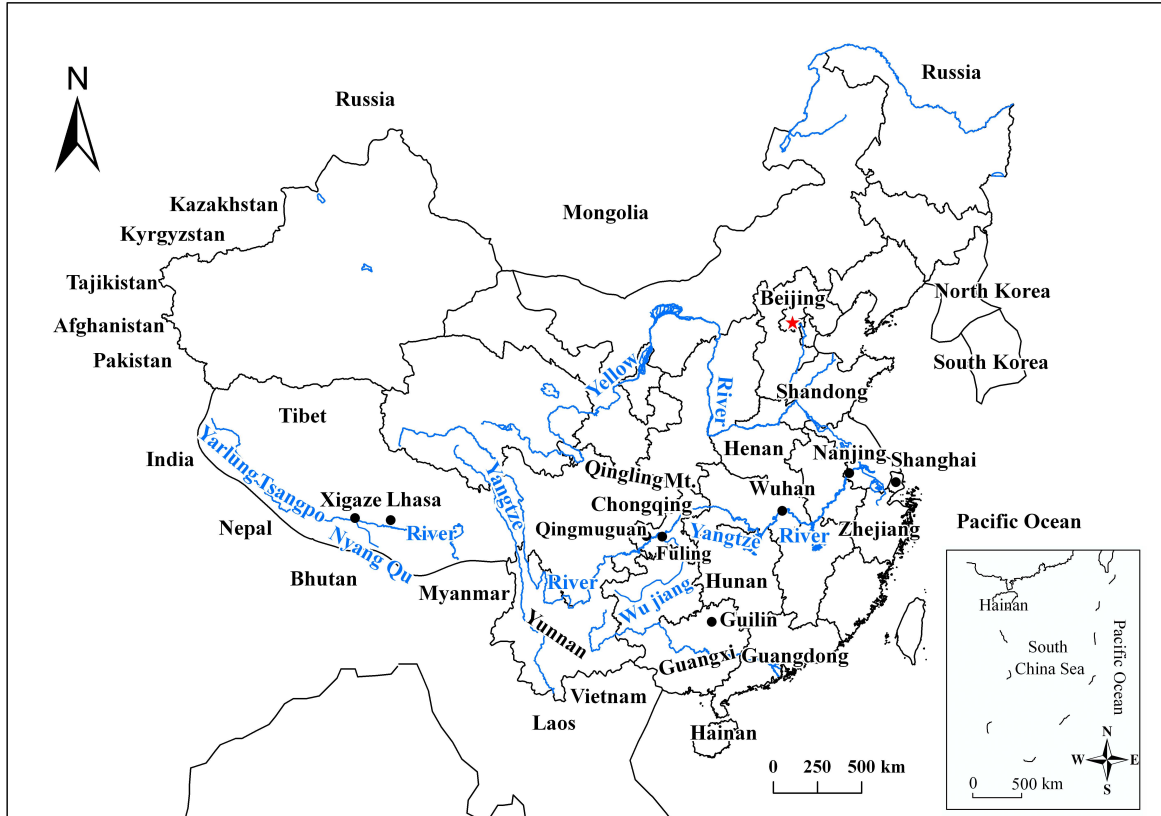 N
Russia
Russia
Kazakhstan
Kyrgyzstan
Mongolia
Tajikistan
Afghanistan
Pakistan
Beijing
North Korea
South Korea
Yellow
River
Shandong
Tibet
India
Yarlung Tsangpo
River
Henan
Nanjing
Shanghai
Qingling Mt.
Yangtze
Xigaze Lhasa
Chongqing
Wuhan
Nepal
Nyang Qu
Qingmuguan
Fuling
Yangtze
River
Zhejiang
Pacific Ocean
Bhutan
Myanmar
River
Wu jiang
Hunan
Yunnan
Guilin
Guangxi
Guangdong
Vietnam
Laos
Hainan
0 250 500 km
Hainan
South
China Sea
Pacific Ocean
N
W E
S
0 500 km